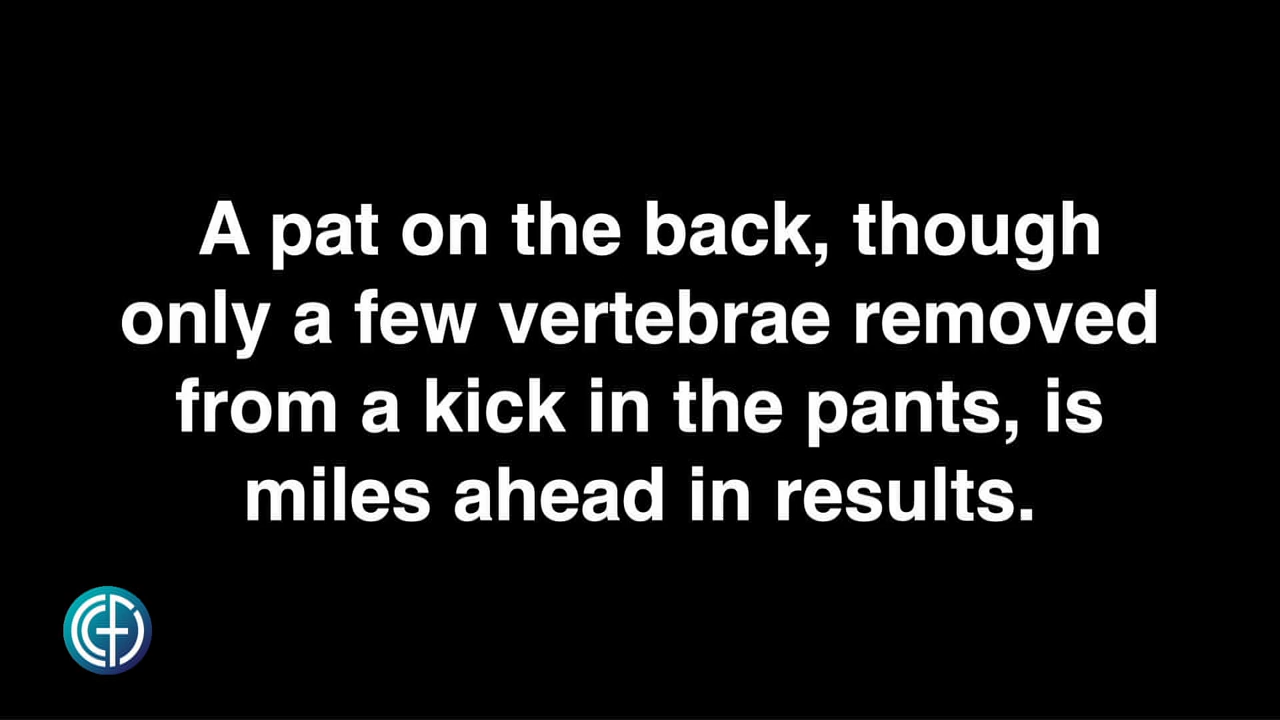 A pat on the back, though
only a few vertebrae removed
from a kick in the pants, is
miles ahead in results.